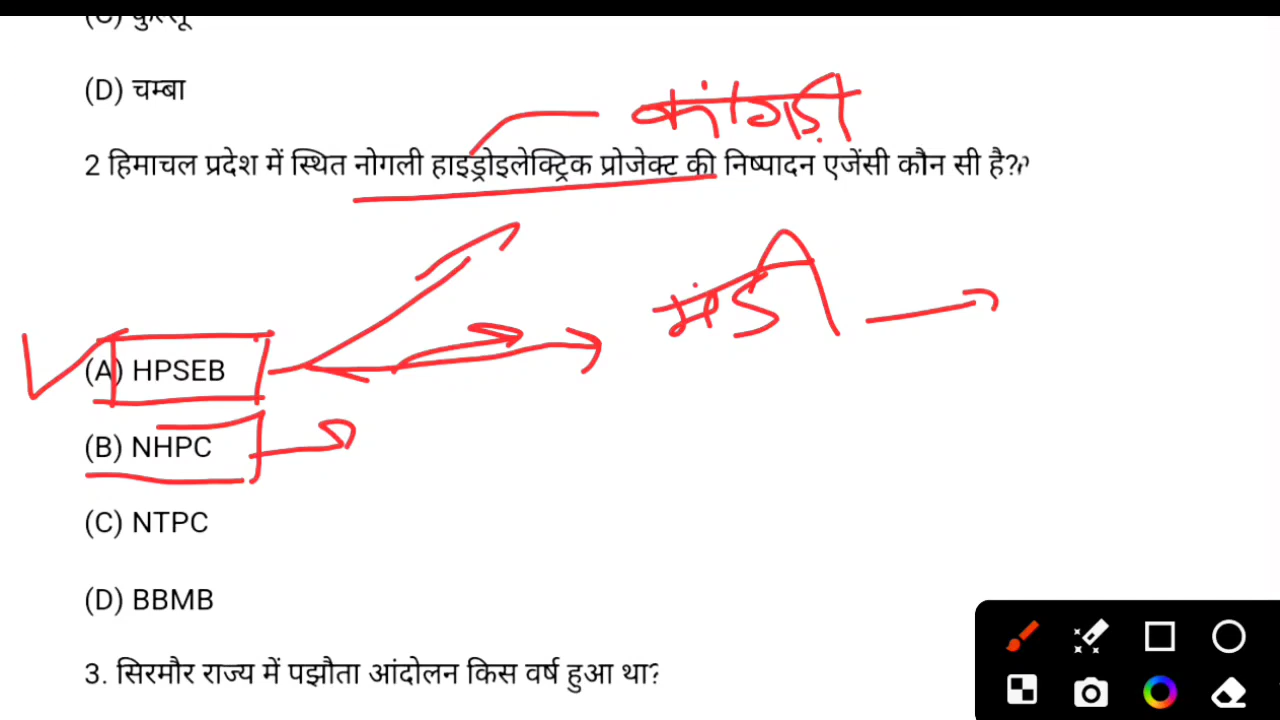 (C) कुल्लू
(D) चम्बा
कांगड़ा
2 हिमाचल प्रदेश में स्थित नोगली हाइड्रोइलेक्ट्रिक प्रोजेक्ट की निष्पादन एजेंसी कौन सी है??
मंडी
(A) HPSEB
(B) NHPC
(C) NTPC
(D) BBMB
3. सिरमौर राज्य में पझौता आंदोलन किस वर्ष हुआ था?